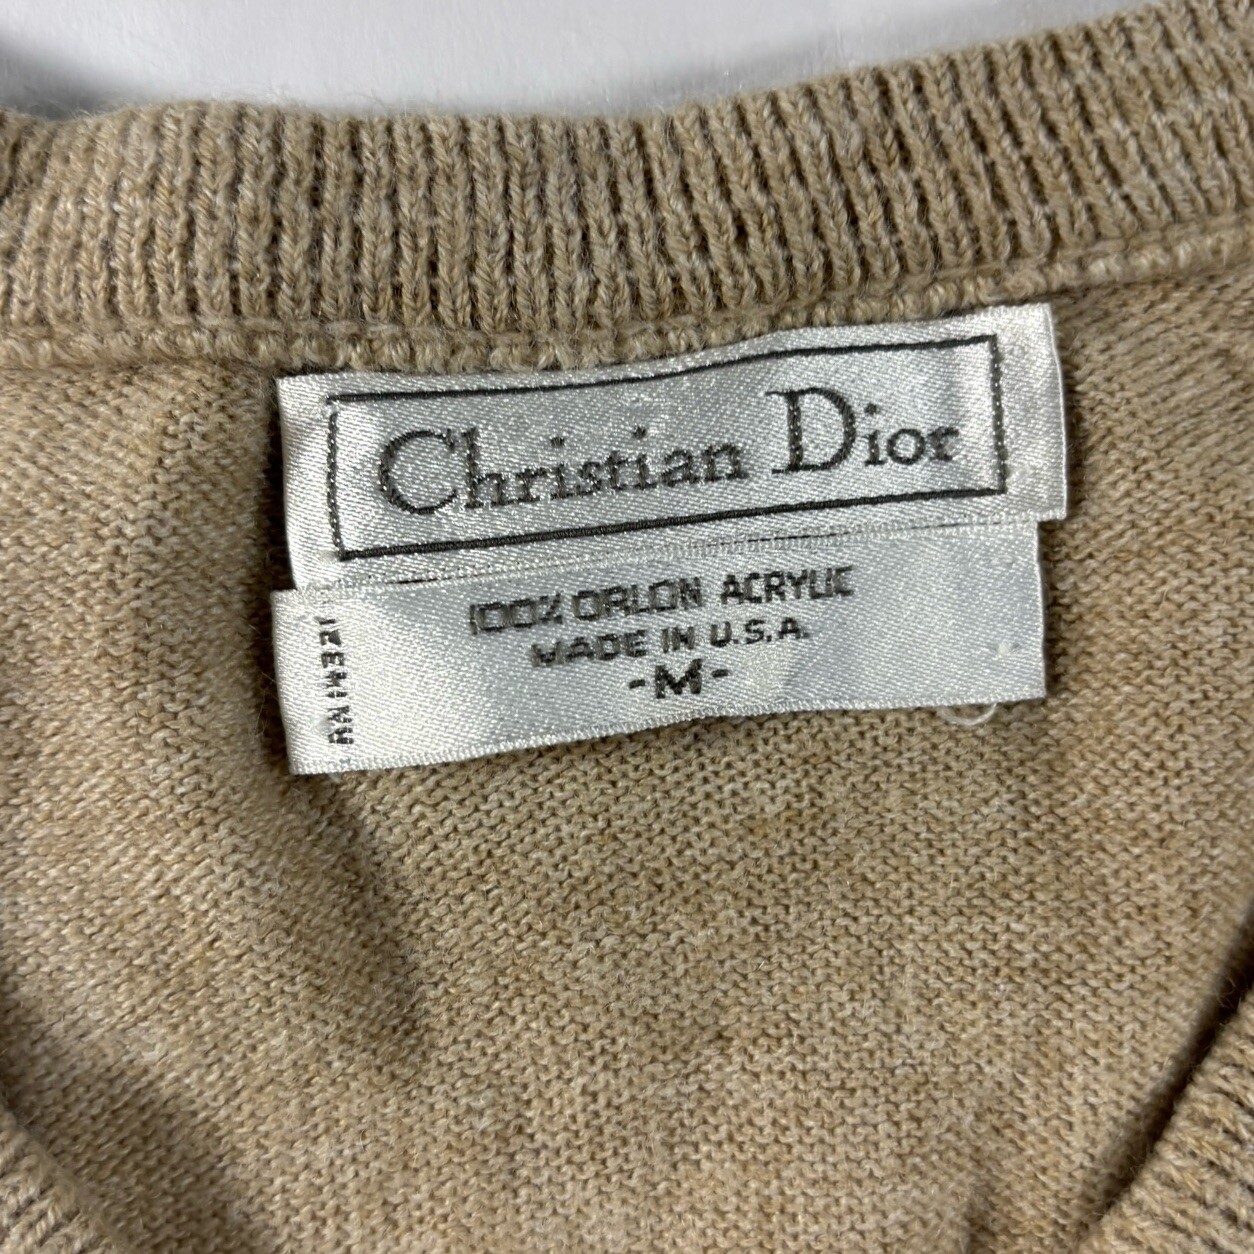 Christian Dior
100% ORLON ACRYLIC
MADE IN U.S.A.
-M-
RN 14321